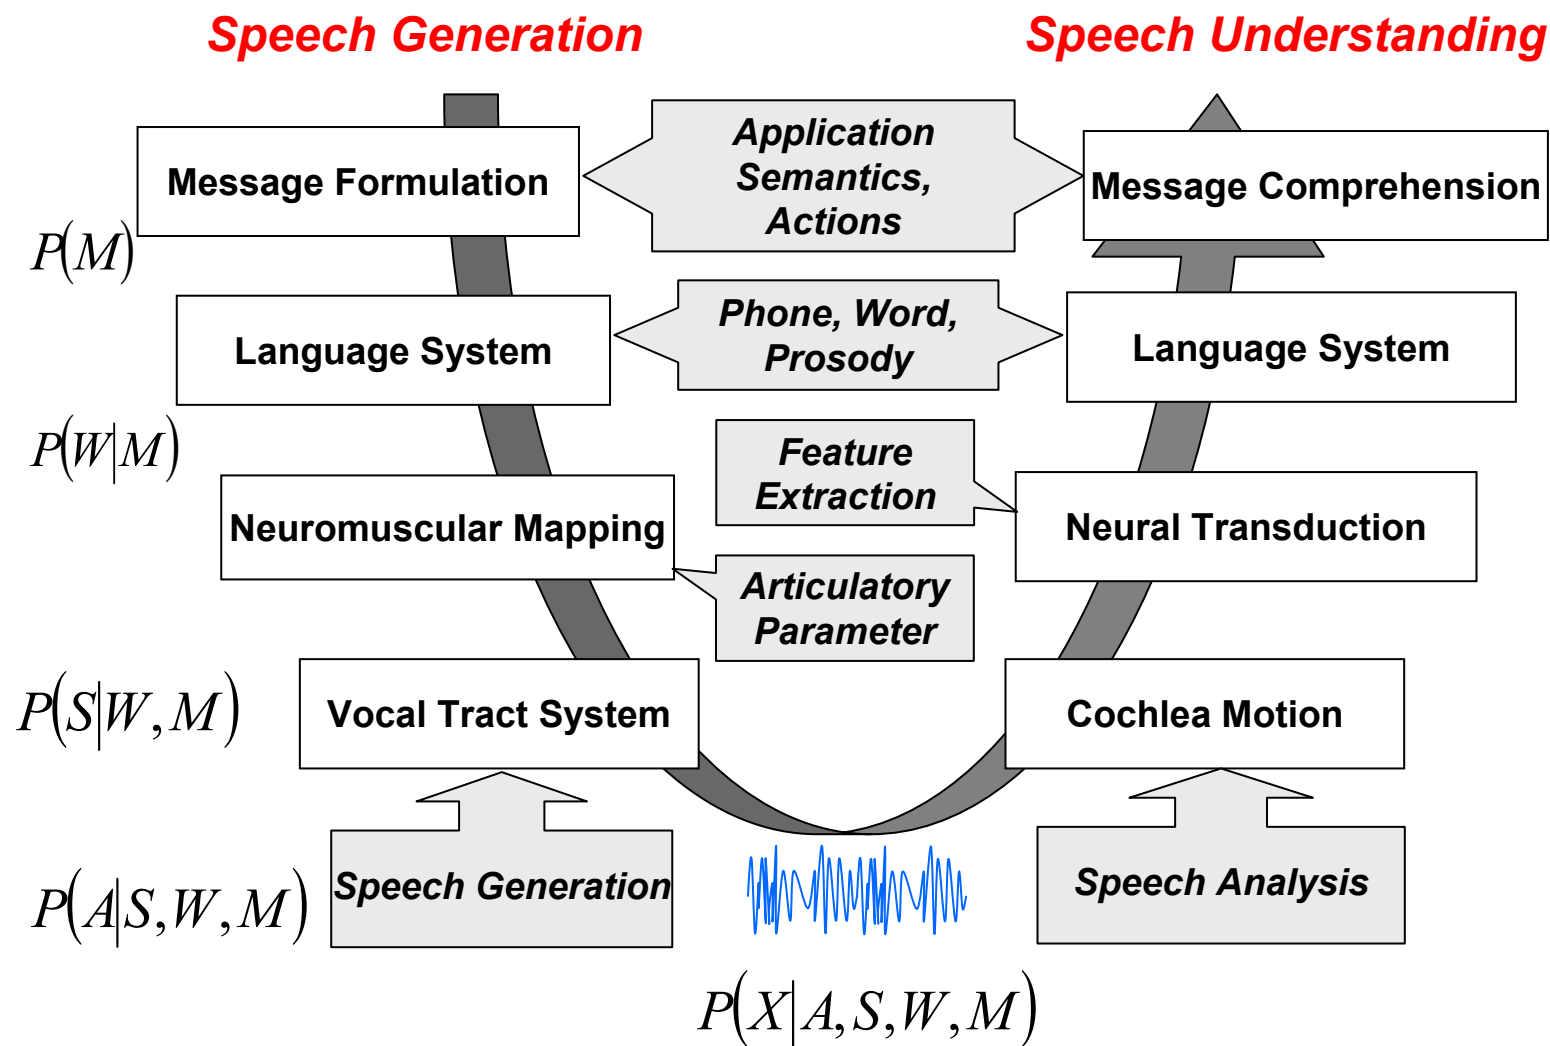 Speech Generation
Speech Understanding
Message Formulation
Application
Semantics,
Actions
Message Comprehension
P(M)
Language System
Phone, Word,
Prosody
Language System
P(W|M)
Neuromuscular Mapping
Feature
Extraction
Neural Transduction
Articulatory
Parameter
P(S|W,M)
Vocal Tract System
Cochlea Motion
P(A|S,W,M)
Speech Generation
Speech Analysis
P(X|A,S,W,M)